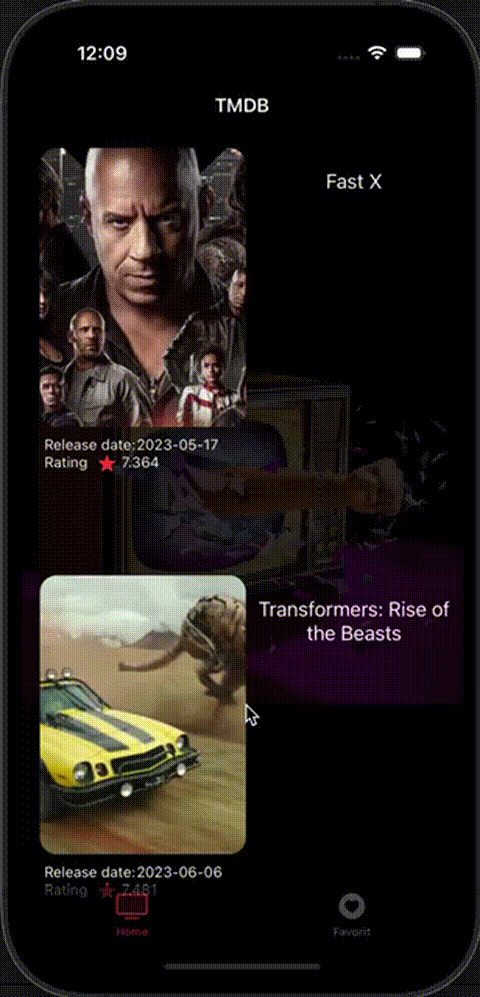 12:09
TMDB
Fast X
Release date:2023-05-17
Rating 7.364
Transformers: Rise of
the Beasts
Release date:2023-06-06
Rating 7.481
Home
Favorit